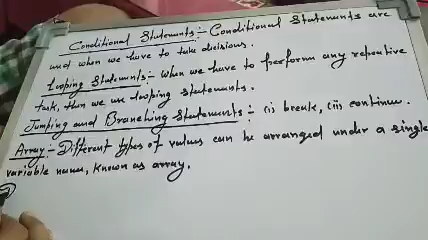 Conditional Statements :- Conditional Statements are
used when we have to take decisions.
Looping Statements :- When we have to perform any repeative
task, then we use looping statements.
Jumping and Branching Statements :- (i) break, (ii) continue.
Array :- Different types of values can be arranged under a single
variable name, known as array.